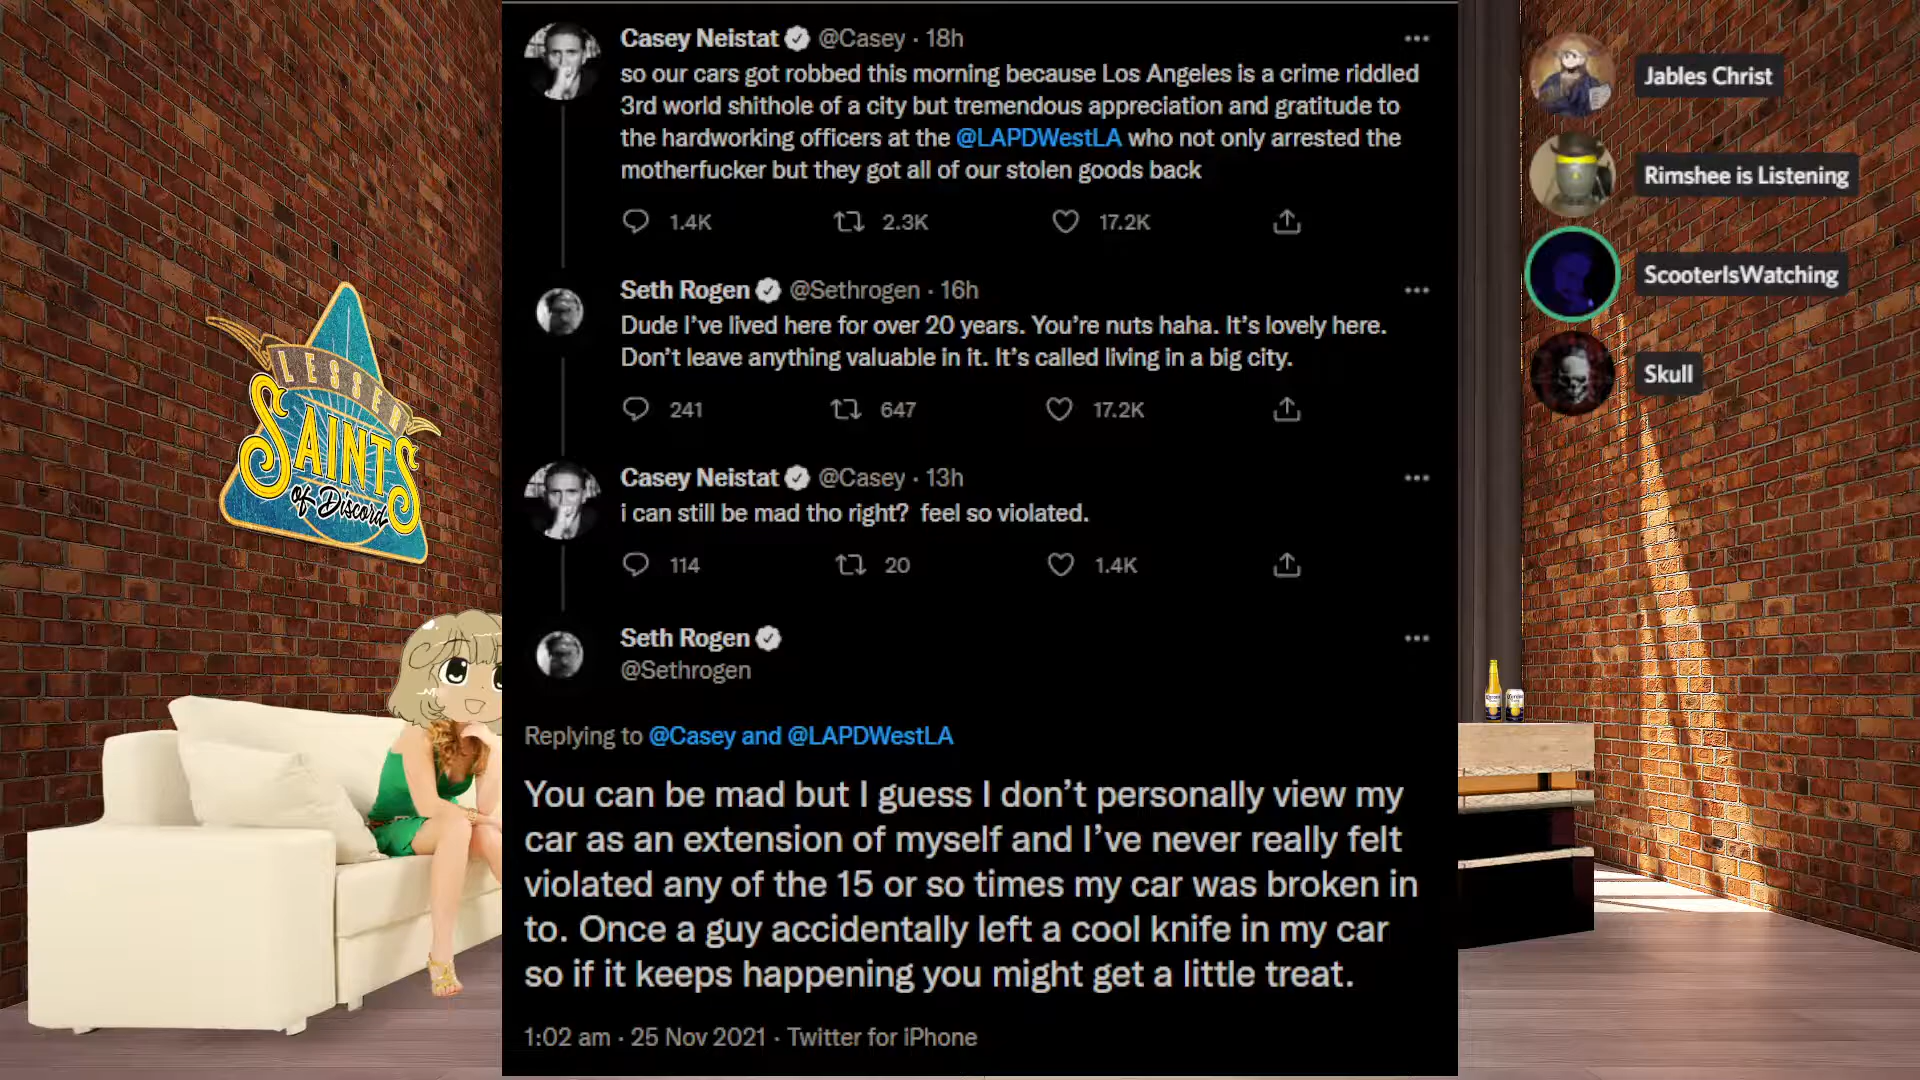 Casey Neistat @Casey · 18h
so our cars got robbed this morning because Los Angeles is a crime riddled
3rd world shithole of a city but tremendous appreciation and gratitude to
the hardworking officers at the @LAPDWestLA who not only arrested the
motherfucker but they got all of our stolen goods back
1.4K 2.3K 17.2K
Seth Rogen @Sethrogen · 16h
Dude I’ve lived here for over 20 years. You’re nuts haha. It’s lovely here.
Don’t leave anything valuable in it. It’s called living in a big city.
241 647 17.2K
Casey Neistat @Casey · 13h
i can still be mad tho right? feel so violated.
114 20 1.4K
Seth Rogen
@Sethrogen
Replying to @Casey and @LAPDWestLA
You can be mad but I guess I don’t personally view my
car as an extension of myself and I’ve never really felt
violated any of the 15 or so times my car was broken in
to. Once a guy accidentally left a cool knife in my car
so if it keeps happening you might get a little treat.
1:02 am · 25 Nov 2021 · Twitter for iPhone
LESSER
SAINTS
of Discord
Jables Christ
Rimshee is Listening
ScooterIsWatching
Skull